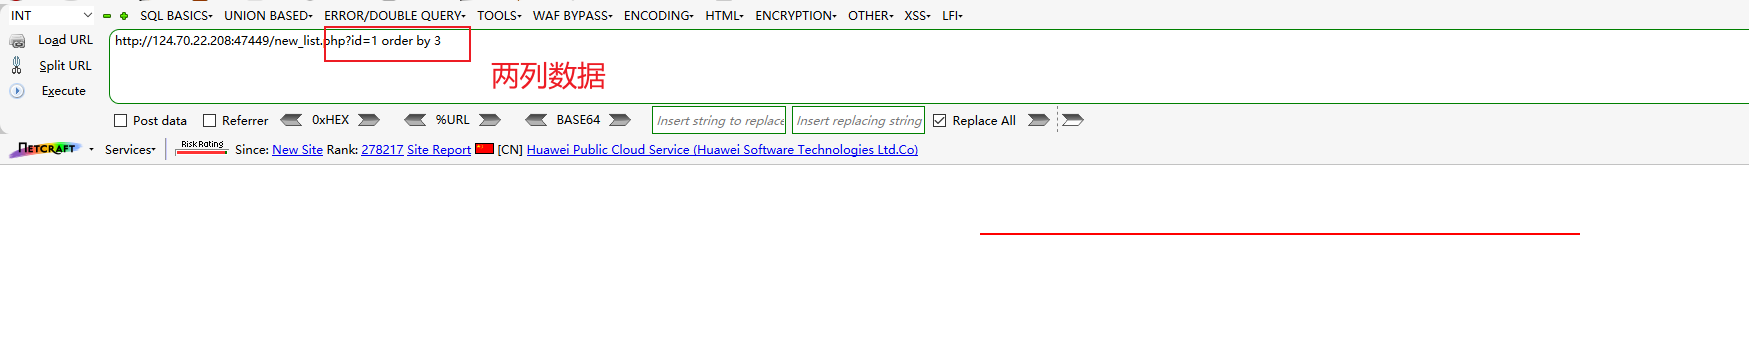 INT
SQL BASICS UNION BASED ERROR/DOUBLE QUERY TOOLS WAF BYPASS ENCODING HTML ENCRYPTION OTHER XSS LFI
Load URL
http://124.70.22.208:47449/new_list.php?id=1 order by 3
Split URL
两列数据
Execute
Post data Referrer 0xHEX %URL BASE64 Insert string to replace Insert replacing string Replace All
NETCRAFT Services Risk Rating Since: New Site Rank: 278217 Site Report [CN] Huawei Public Cloud Service (Huawei Software Technologies Ltd.Co)